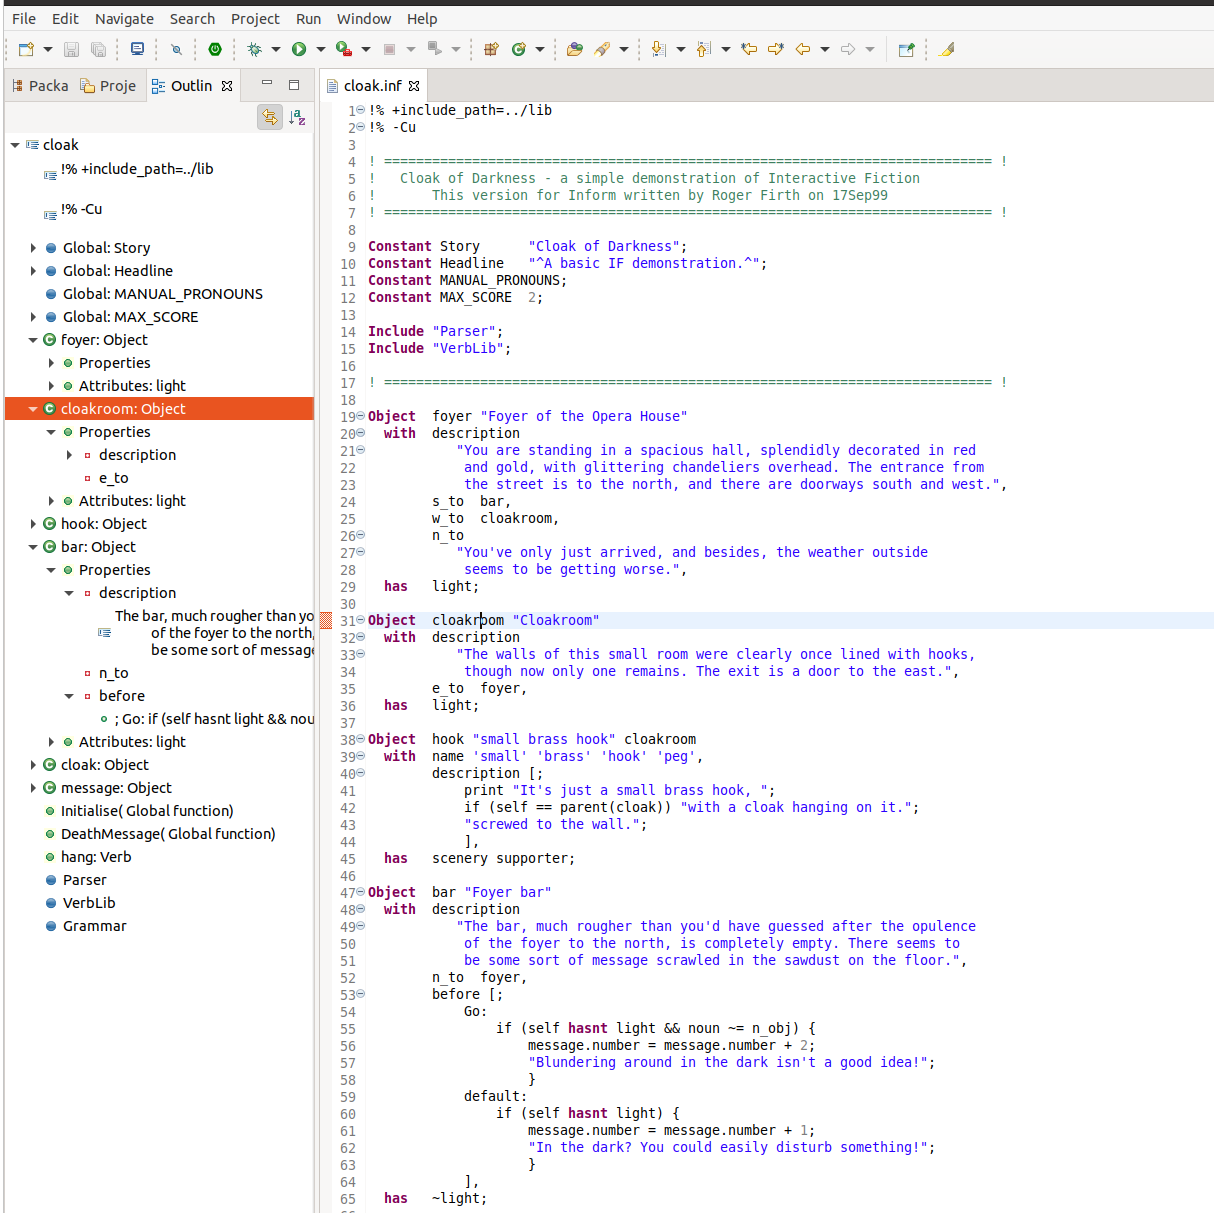 File Edit Navigate Search Project Run Window Help
Packa Proje Outlin
cloak
!% +include_path=../lib
!% -Cu
Global: Story
Global: Headline
Global: MANUAL_PRONOUNS
Global: MAX_SCORE
foyer: Object
Properties
Attributes: light
cloakroom: Object
Properties
description
e_to
Attributes: light
hook: Object
bar: Object
Properties
description
The bar, much rougher than yo
of the foyer to the north,
be some sort of message
n_to
before
; Go: if (self hasnt light && nou
Attributes: light
cloak: Object
message: Object
Initialise( Global function)
DeathMessage( Global function)
hang: Verb
Parser
VerbLib
Grammar
cloak.inf
1 !% +include_path=../lib
2 !% -Cu
3
4 ! ============================================================================ !
5 !   Cloak of Darkness - a simple demonstration of Interactive Fiction
6 !       This version for Inform written by Roger Firth on 17Sep99
7 ! ============================================================================ !
8
9 Constant Story      "Cloak of Darkness";
10 Constant Headline   "^A basic IF demonstration.^";
11 Constant MANUAL_PRONOUNS;
12 Constant MAX_SCORE  2;
13
14 Include "Parser";
15 Include "VerbLib";
16
17 ! ============================================================================ !
18
19 Object  foyer "Foyer of the Opera House"
20   with  description
21            "You are standing in a spacious hall, splendidly decorated in red
22             and gold, with glittering chandeliers overhead. The entrance from
23             the street is to the north, and there are doorways south and west.",
24         s_to  bar,
25         w_to  cloakroom,
26         n_to
27            "You've only just arrived, and besides, the weather outside
28             seems to be getting worse.",
29   has   light;
30
31 Object  cloakroom "Cloakroom"
32   with  description
33            "The walls of this small room were clearly once lined with hooks,
34             though now only one remains. The exit is a door to the east.",
35         e_to  foyer,
36   has   light;
37
38 Object  hook "small brass hook" cloakroom
39   with  name 'small' 'brass' 'hook' 'peg',
40         description [;
41             print "It's just a small brass hook, ";
42             if (self == parent(cloak)) "with a cloak hanging on it.";
43             "screwed to the wall.";
44             ],
45   has   scenery supporter;
46
47 Object  bar "Foyer bar"
48   with  description
49            "The bar, much rougher than you'd have guessed after the opulence
50             of the foyer to the north, is completely empty. There seems to
51             be some sort of message scrawled in the sawdust on the floor.",
52         n_to  foyer,
53         before [;
54             Go:
55                 if (self hasnt light && noun ~= n_obj) {
56                     message.number = message.number + 2;
57                     "Blundering around in the dark isn't a good idea!";
58                     }
59             default:
60                 if (self hasnt light) {
61                     message.number = message.number + 1;
62                     "In the dark? You could easily disturb something!";
63                     }
64             ],
65   has   ~light;